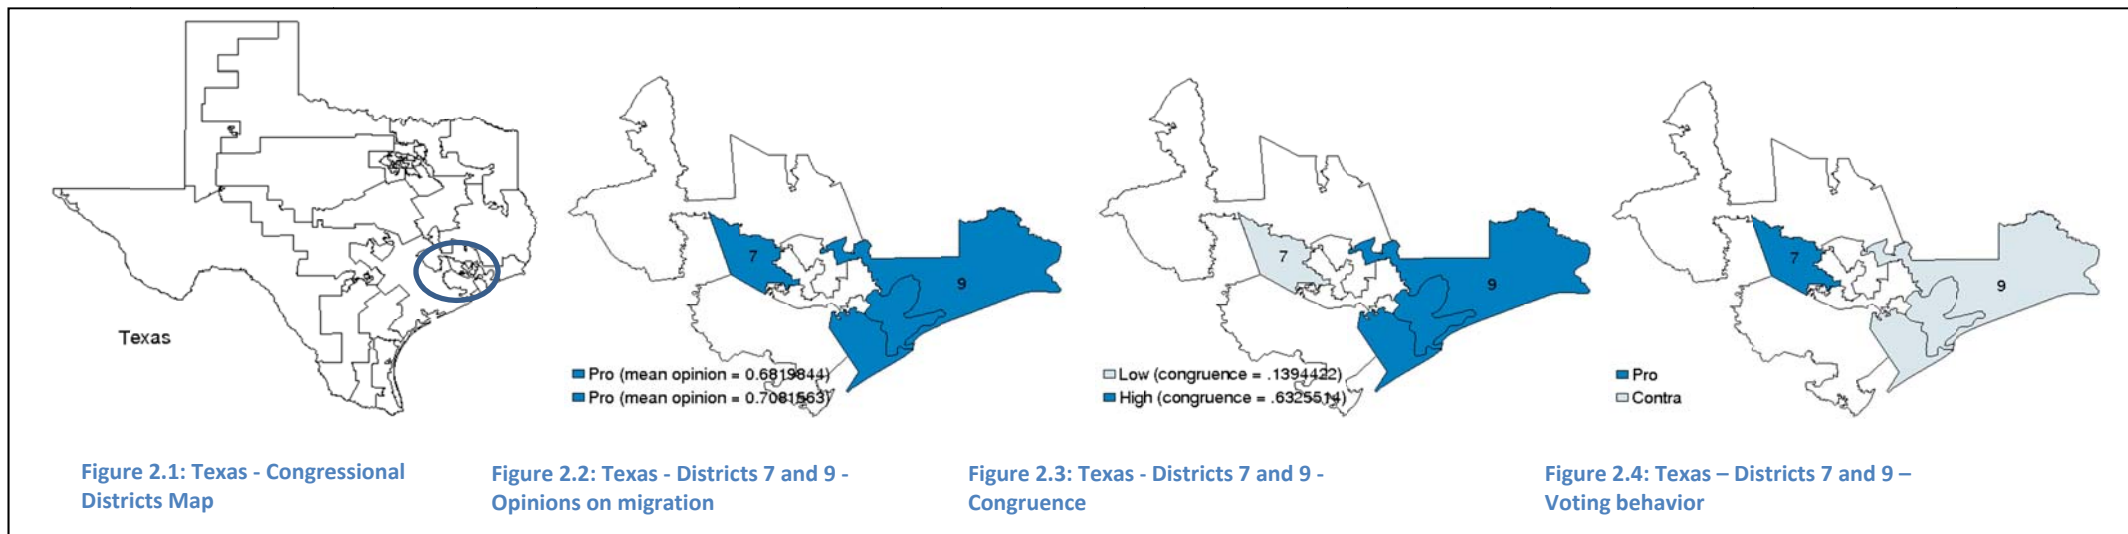 Texas
7
9
Pro (mean opinion = 0.6819844)
Pro (mean opinion = 0.7081563)
7
9
Low (congruence = .1394422)
High (congruence = .6325514)
7
9
Pro
Contra
Figure 2.1: Texas - Congressional
Districts Map
Figure 2.2: Texas - Districts 7 and 9 -
Opinions on migration
Figure 2.3: Texas - Districts 7 and 9 -
Congruence
Figure 2.4: Texas – Districts 7 and 9 –
Voting behavior